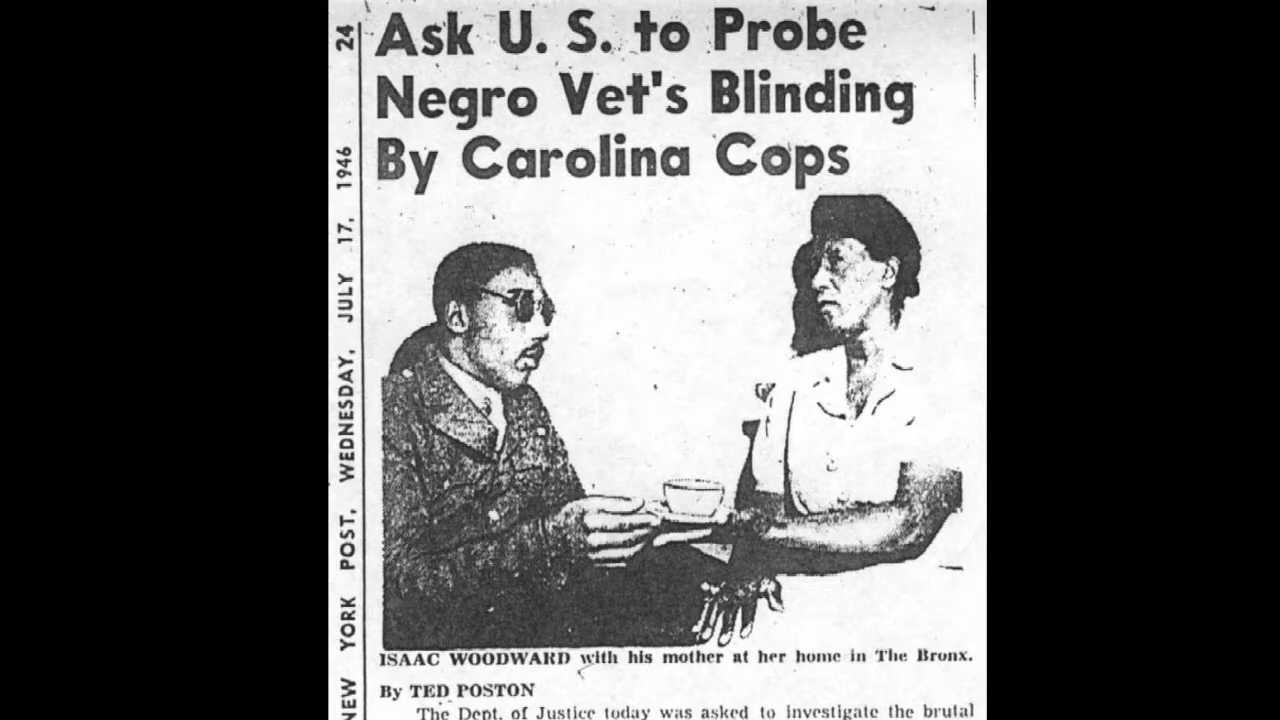 Ask U. S. to Probe
Negro Vet's Blinding
By Carolina Cops
NEW YORK POST, WEDNESDAY, JULY 17, 1946
24
ISAAC WOODWARD with his mother at her home in The Bronx.
By TED POSTON
The Dept. of Justice today was asked to investigate the brutal